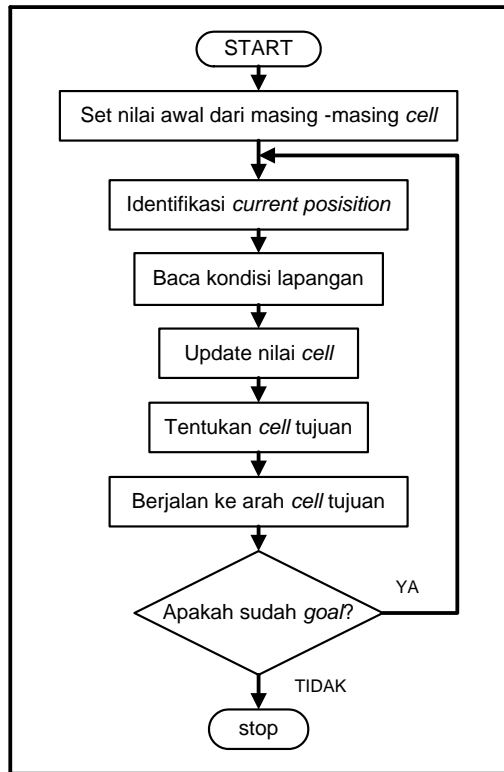 START
Set nilai awal dari masing -masing cell
Identifikasi current posisition
Baca kondisi lapangan
Update nilai cell
Tentukan cell tujuan
Berjalan ke arah cell tujuan
Apakah sudah goal?
YA
TIDAK
stop